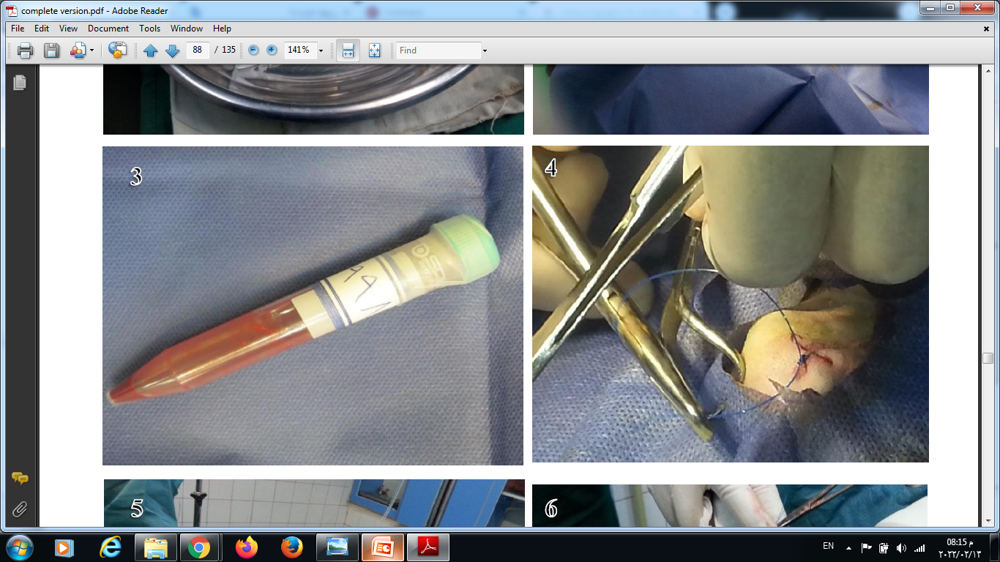 complete version.pdf - Adobe Reader
File Edit View Document Tools Window Help
88 / 135 141% Find
3
4
5
6
EN
08:15 م
٢٠٢٢/٠٢/١٣